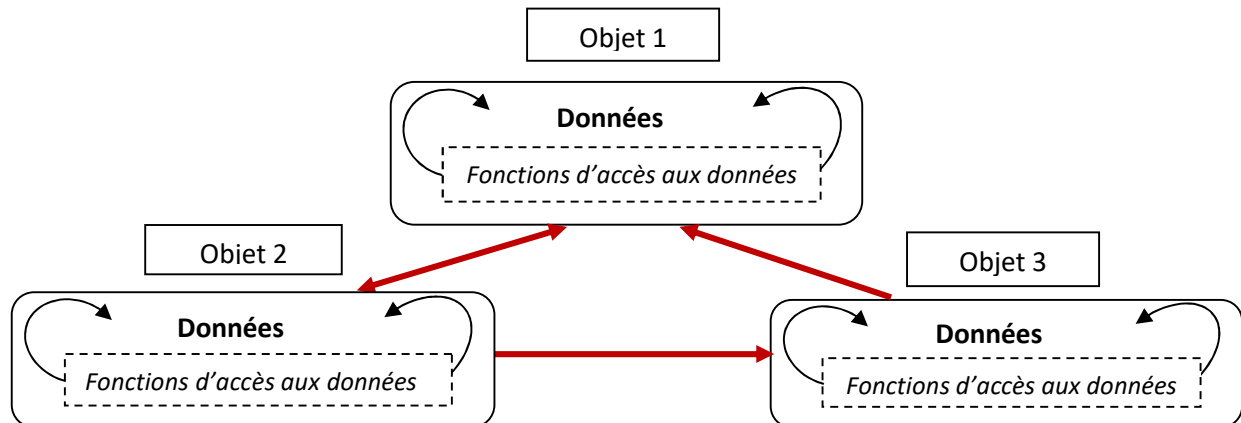 Objet 1
Données
Fonctions d'accès aux données
Objet 2
Objet 3
Données
Fonctions d'accès aux données
Données
Fonctions d'accès aux données